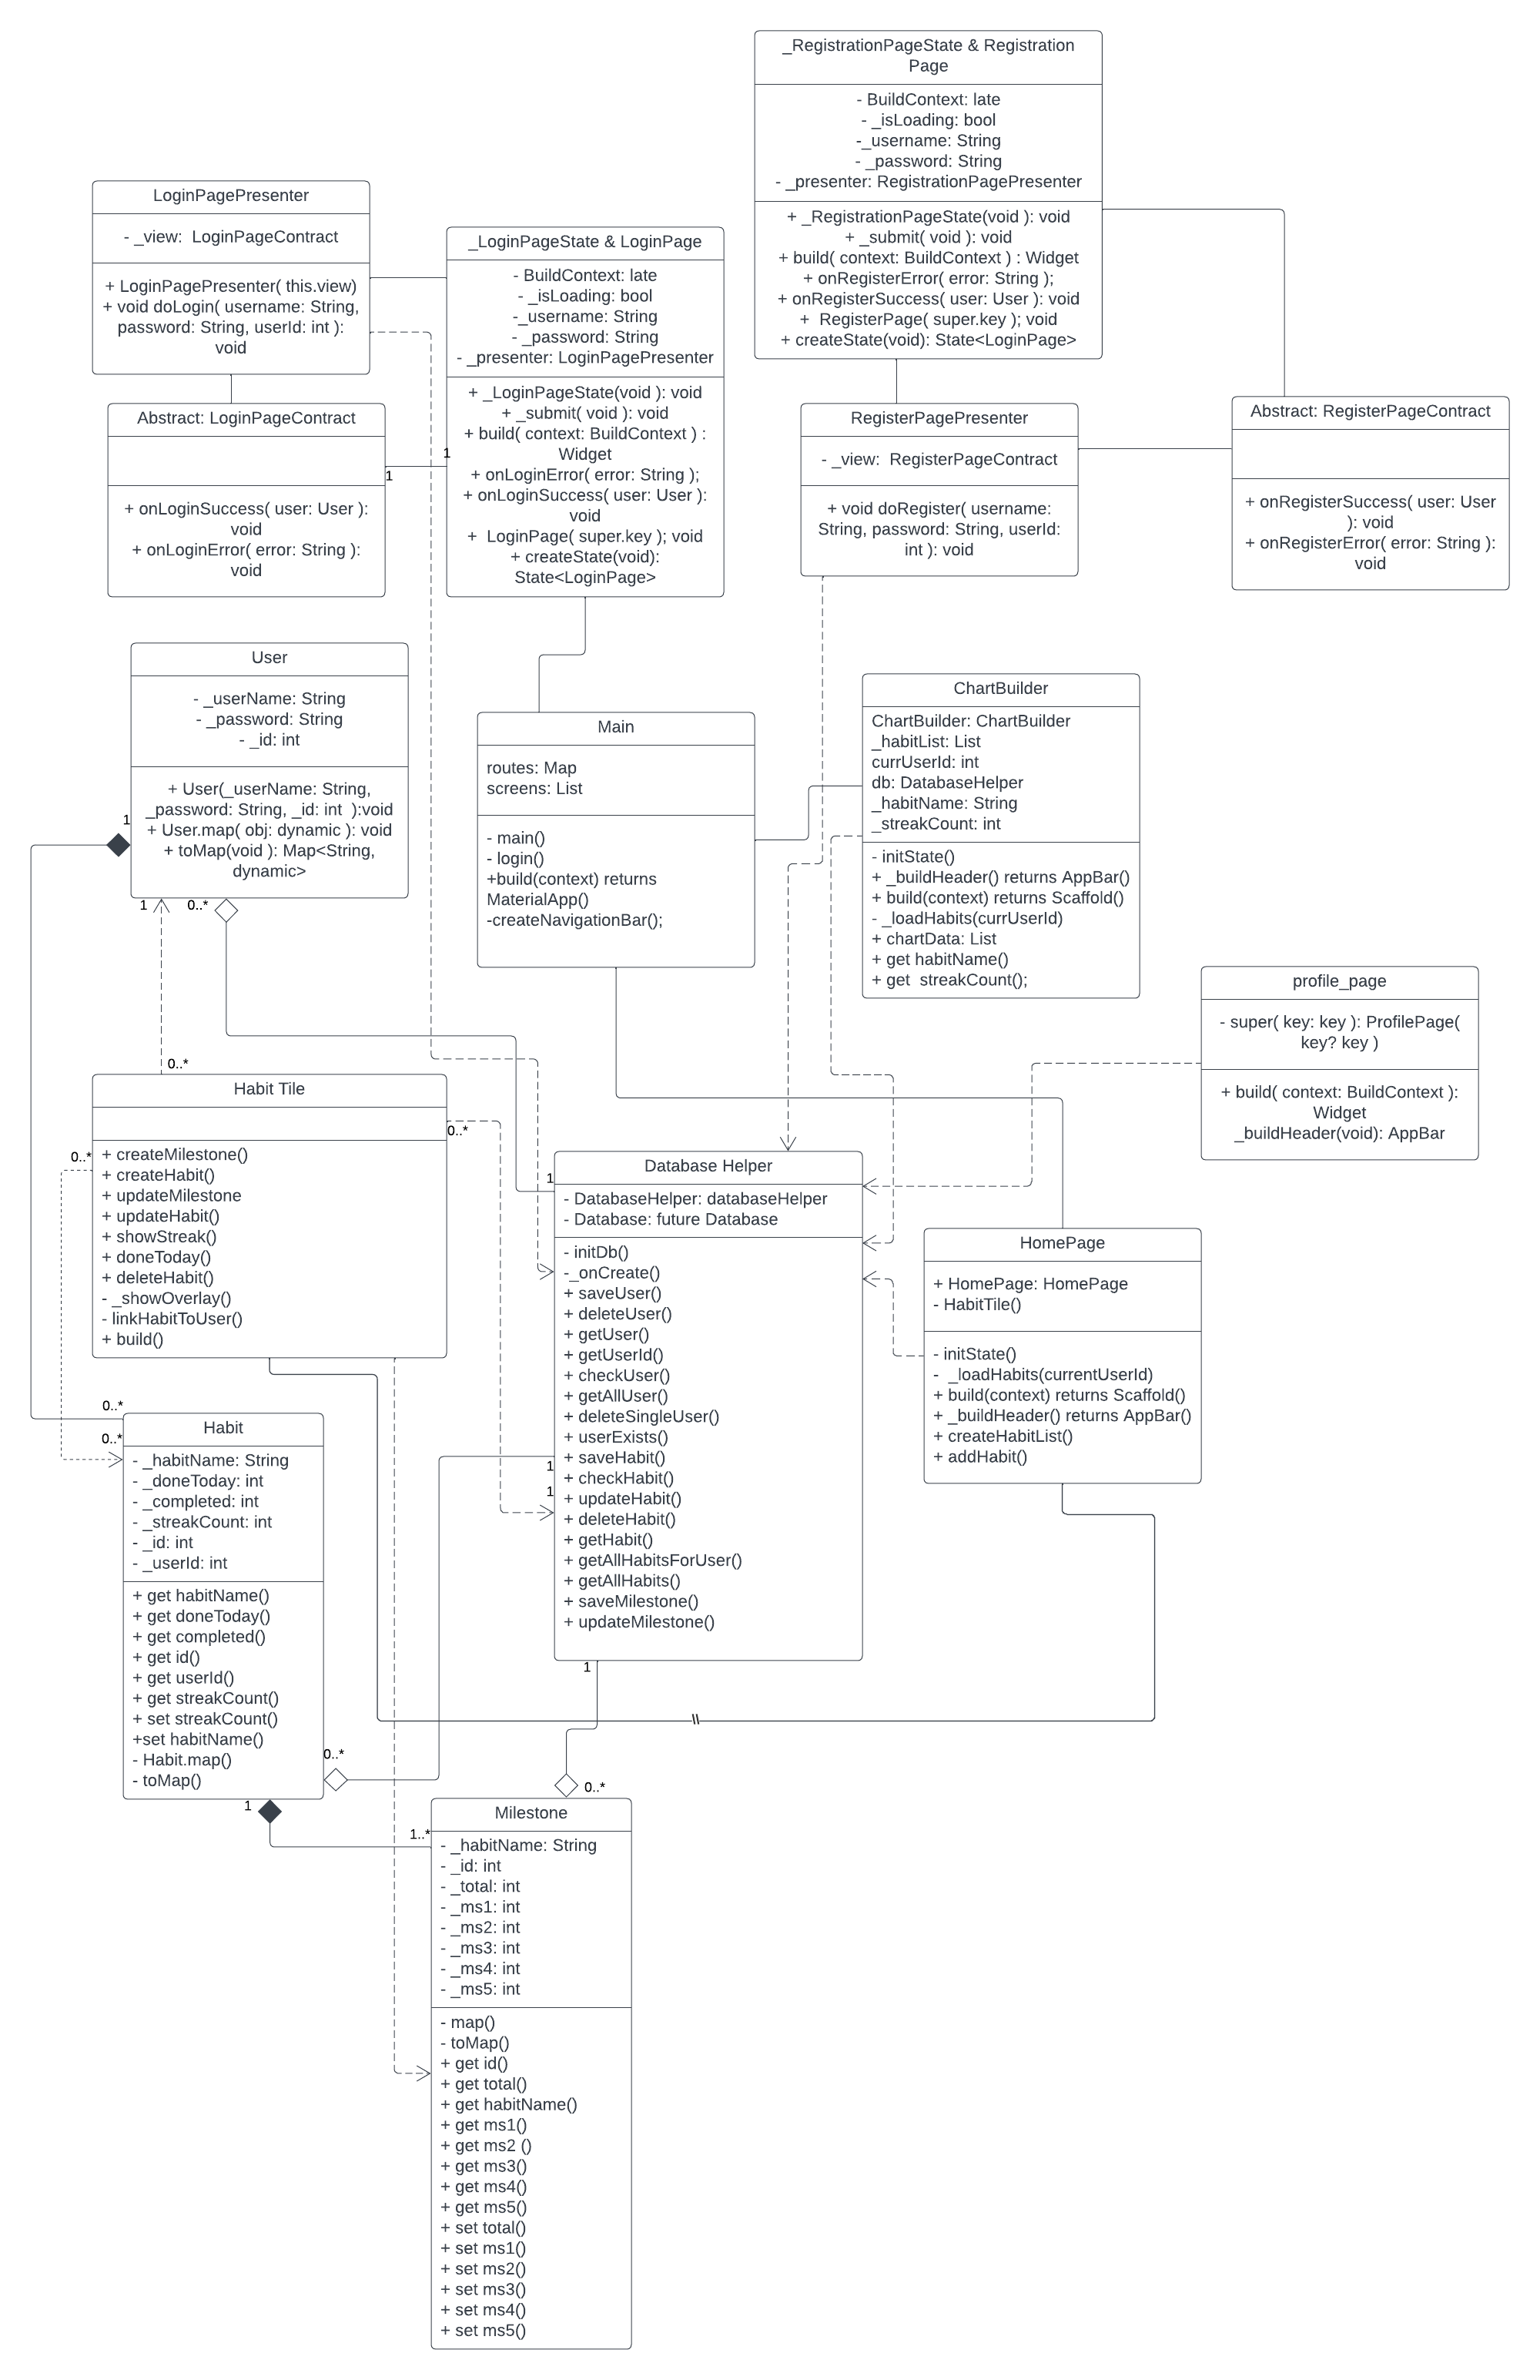 _RegistrationPageState & Registration
Page
- BuildContext: late
- _isLoading: bool
-_username: String
- _password: String
- _presenter: RegistrationPagePresenter
+ _RegistrationPageState(void ): void
+ _submit( void ): void
+ build( context: BuildContext ) : Widget
+ onRegisterError( error: String );
+ onRegisterSuccess( user: User ): void
+  RegisterPage( super.key ); void
+ createState(void): State<LoginPage>
LoginPagePresenter
- _view:  LoginPageContract
+ LoginPagePresenter( this.view)
+ void doLogin( username: String,
password: String, userId: int ):
void
_LoginPageState & LoginPage
- BuildContext: late
- _isLoading: bool
-_username: String
- _password: String
- _presenter: LoginPagePresenter
+ _LoginPageState(void ): void
+ _submit( void ): void
+ build( context: BuildContext ) :
Widget
+ onLoginError( error: String );
+ onLoginSuccess( user: User ):
void
+  LoginPage( super.key ); void
+ createState(void):
State<LoginPage>
Abstract: LoginPageContract
+ onLoginSuccess( user: User ):
void
+ onLoginError( error: String ):
void
1
1
RegisterPagePresenter
- _view:  RegisterPageContract
+ void doRegister( username:
String, password: String, userId:
int ): void
Abstract: RegisterPageContract
+ onRegisterSuccess( user: User
): void
+ onRegisterError( error: String ):
void
User
- _userName: String
- _password: String
- _id: int
+ User(_userName: String,
_password: String, _id: int  ):void
+ User.map( obj: dynamic ): void
+ toMap(void ): Map<String,
dynamic>
1
1
0..*
Main
routes: Map
screens: List
- main()
- login()
+build(context) returns
MaterialApp()
-createNavigationBar();
ChartBuilder
ChartBuilder: ChartBuilder
_habitList: List
currUserId: int
db: DatabaseHelper
_habitName: String
_streakCount: int
- initState()
+ _buildHeader() returns AppBar()
+ build(context) returns Scaffold()
- _loadHabits(currUserId)
+ chartData: List
+ get habitName()
+ get  streakCount();
profile_page
- super( key: key ): ProfilePage(
key? key )
+ build( context: BuildContext ):
Widget
_buildHeader(void): AppBar
0..*
Habit Tile
+ createMilestone()
+ createHabit()
+ updateMilestone
+ updateHabit()
+ showStreak()
+ doneToday()
+ deleteHabit()
- _showOverlay()
- linkHabitToUser()
+ build()
0..*
0..*
1
Database Helper
- DatabaseHelper: databaseHelper
- Database: future Database
- initDb()
-_onCreate()
+ saveUser()
+ deleteUser()
+ getUser()
+ getUserId()
+ checkUser()
+ getAllUser()
+ deleteSingleUser()
+ userExists()
+ saveHabit()
+ checkHabit()
+ updateHabit()
+ deleteHabit()
+ getHabit()
+ getAllHabitsForUser()
+ getAllHabits()
+ saveMilestone()
+ updateMilestone()
1
1
1
HomePage
+ HomePage: HomePage
- HabitTile()
- initState()
-  _loadHabits(currentUserId)
+ build(context) returns Scaffold()
+ _buildHeader() returns AppBar()
+ createHabitList()
+ addHabit()
0..*
0..*
Habit
- _habitName: String
- _doneToday: int
- _completed: int
- _streakCount: int
- _id: int
- _userId: int
+ get habitName()
+ get doneToday()
+ get completed()
+ get id()
+ get userId()
+ get streakCount()
+ set streakCount()
+set habitName()
- Habit.map()
- toMap()
0..*
1
\\
0..*
1..*
Milestone
- _habitName: String
- _id: int
- _total: int
- _ms1: int
- _ms2: int
- _ms3: int
- _ms4: int
- _ms5: int
- map()
- toMap()
+ get id()
+ get total()
+ get habitName()
+ get ms1()
+ get ms2 ()
+ get ms3()
+ get ms4()
+ get ms5()
+ set total()
+ set ms1()
+ set ms2()
+ set ms3()
+ set ms4()
+ set ms5()